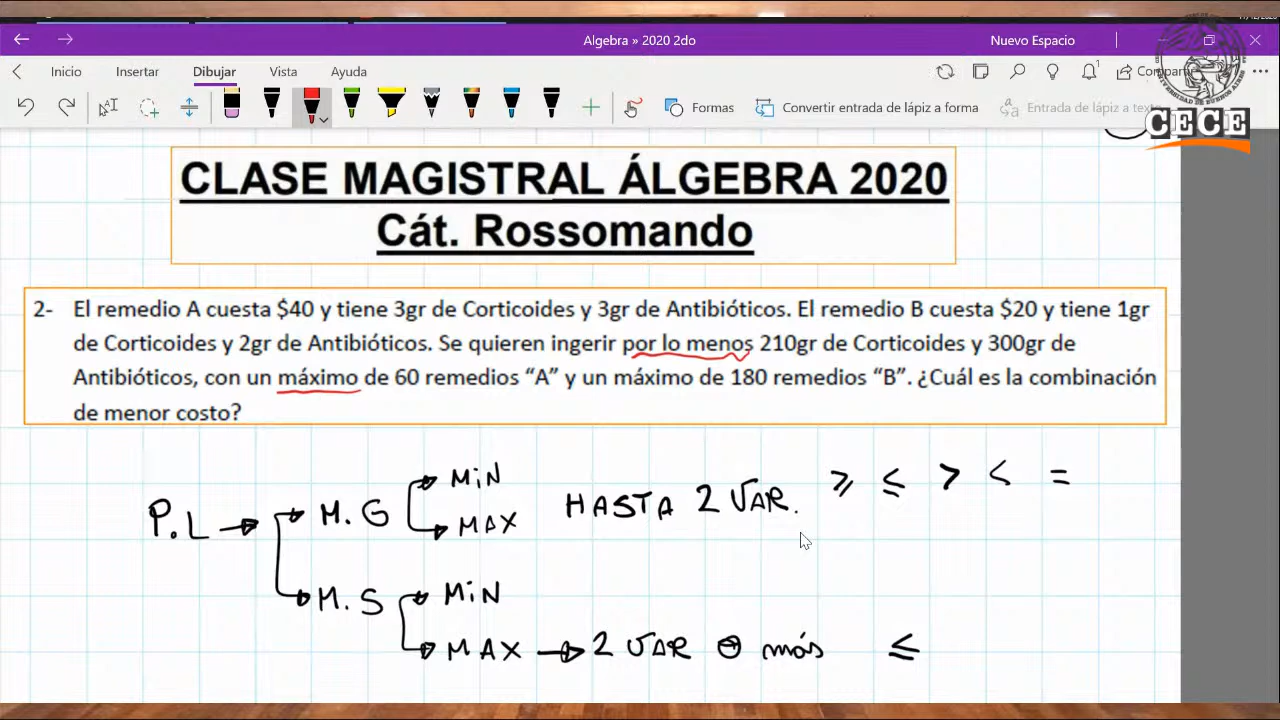 Algebra » 2020 2do
Nuevo Espacio
Inicio Insertar Dibujar Vista Ayuda
Formas Convertir entrada de lápiz a forma Entrada de lápiz a texto
CECE
CLASE MAGISTRAL ÁLGEBRA 2020
Cát. Rossomando
2- El remedio A cuesta $40 y tiene 3gr de Corticoides y 3gr de Antibióticos. El remedio B cuesta $20 y tiene 1gr
de Corticoides y 2gr de Antibióticos. Se quieren ingerir por lo menos 210gr de Corticoides y 300gr de
Antibióticos, con un máximo de 60 remedios “A” y un máximo de 180 remedios “B”. ¿Cuál es la combinación
de menor costo?
MiN
P.L → M.G MAX HASTA 2 VAR. ≥ ≤ > < =
M.S MiN
MAX → 2 VAR O más ≤